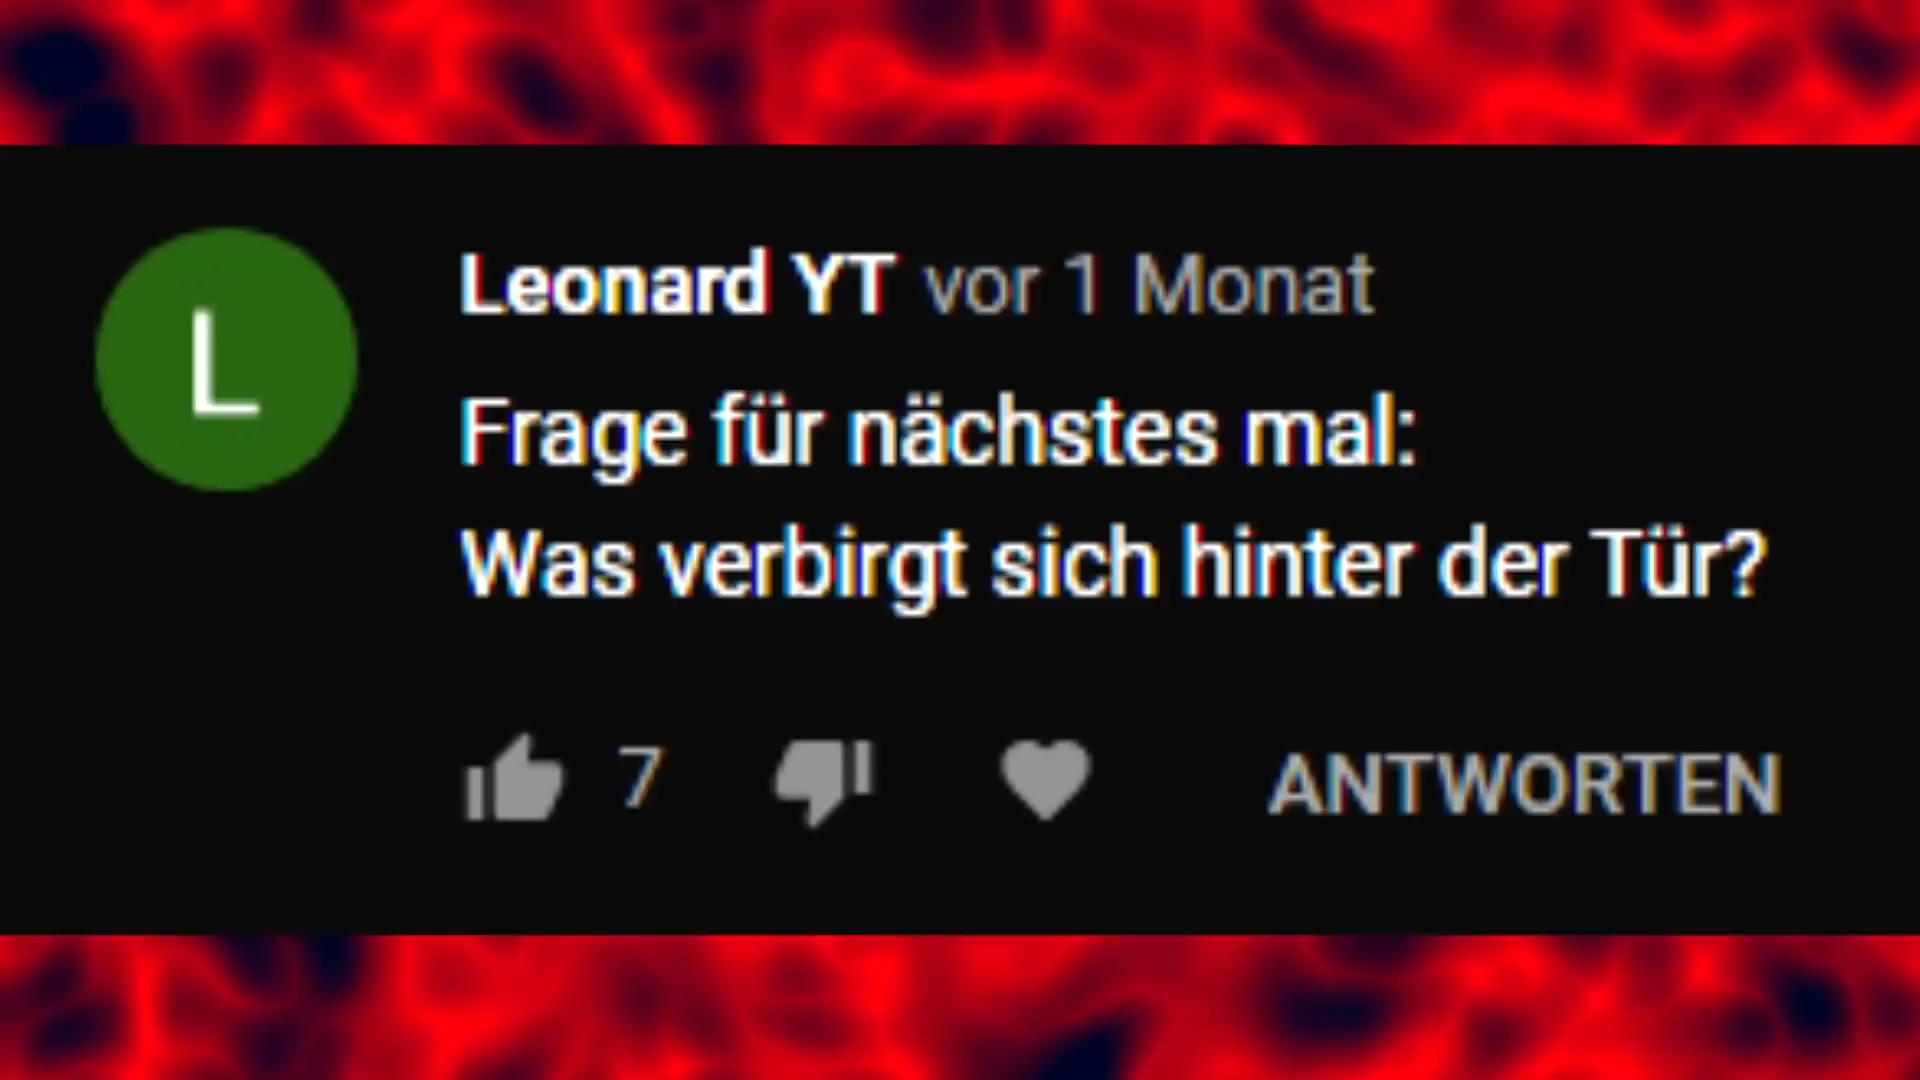 L
Leonard YT vor 1 Monat
Frage für nächstes mal:
Was verbirgt sich hinter der Tür?
7 ANTWORTEN